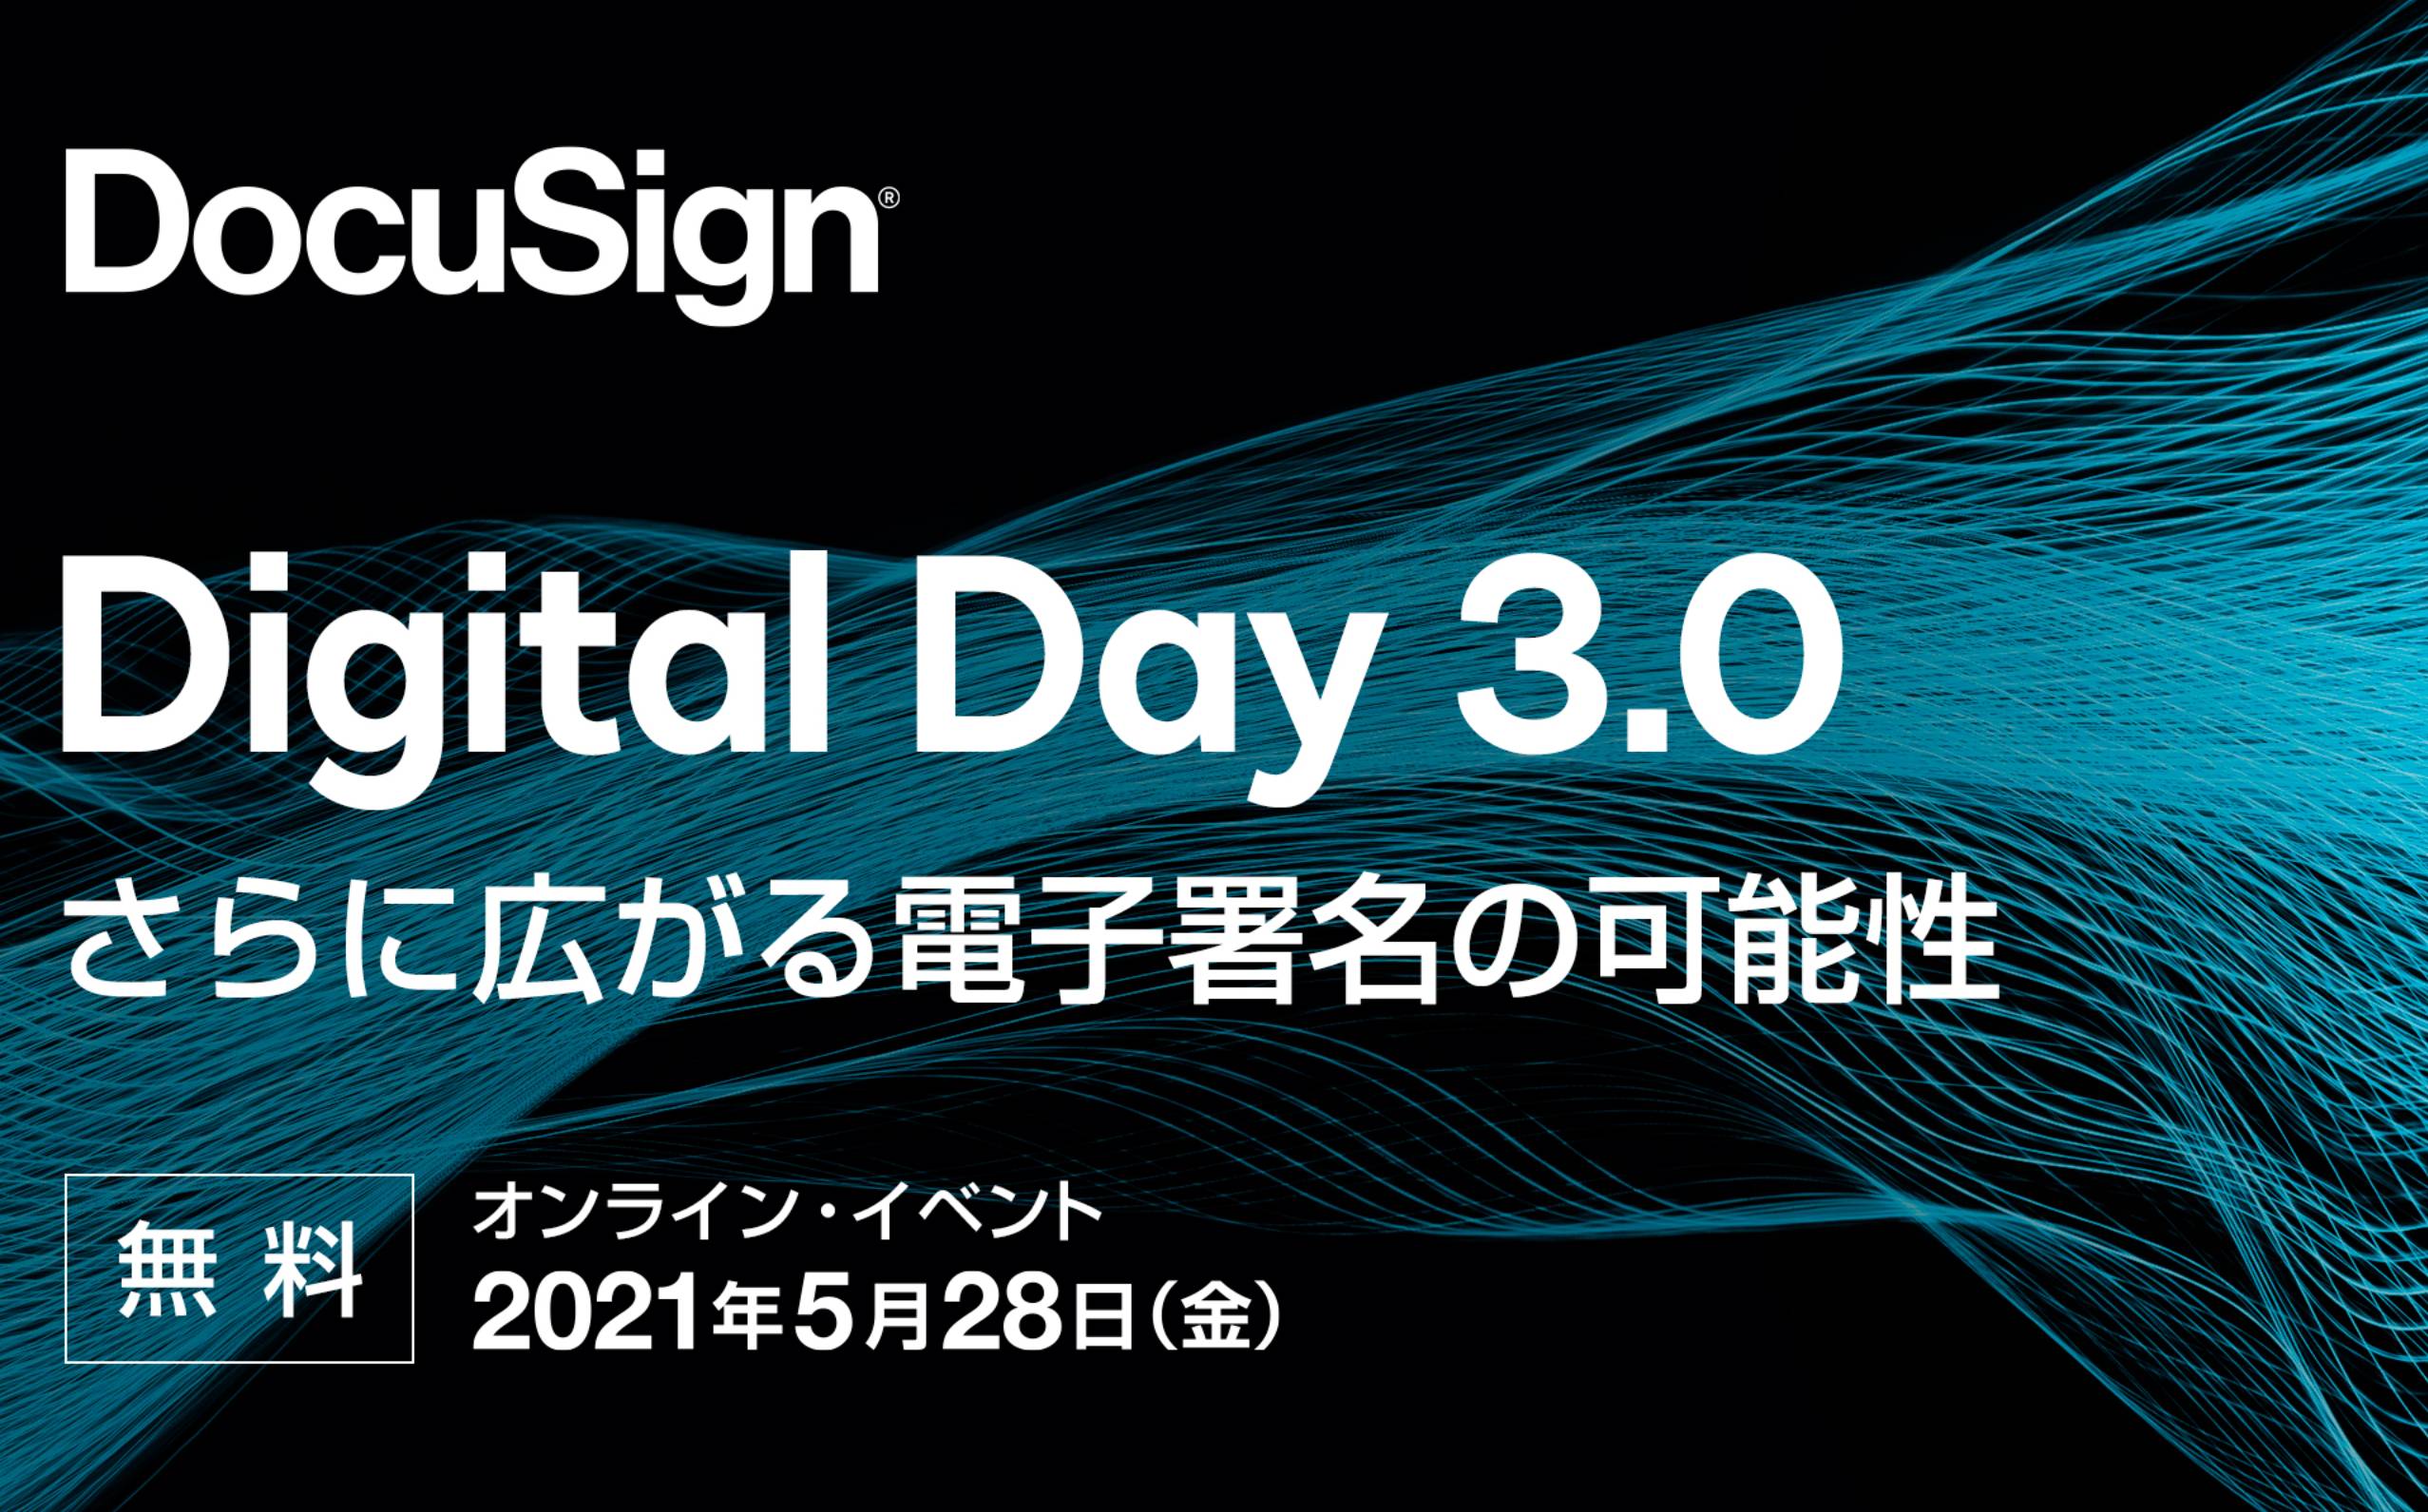 DocuSign®
Digital Day 3.0
さらに広がる電子署名の可能性
無料
オンライン・イベント
2021年5月28日(金)